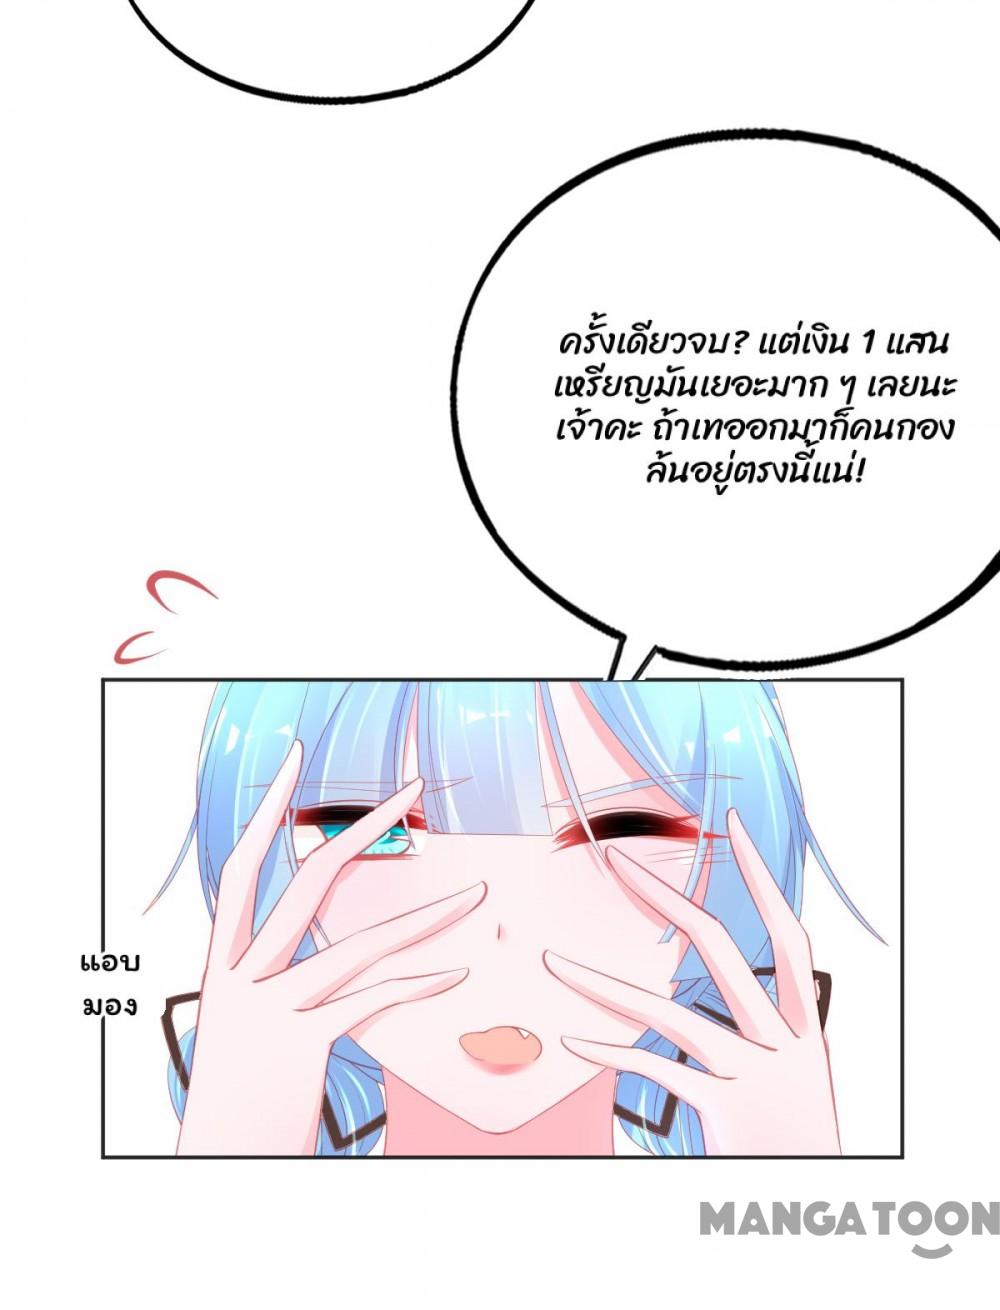 ครั้งเดียวจบ? แต่เงิน 1 แสน
เหรียญมันเยอะมาก ๆ เลยนะ
เจ้าคะ ถ้าเทออกมาก็คนกอง
ล้นอยู่ตรงนี้แน่!
แอบ
มอง
MANGATOON